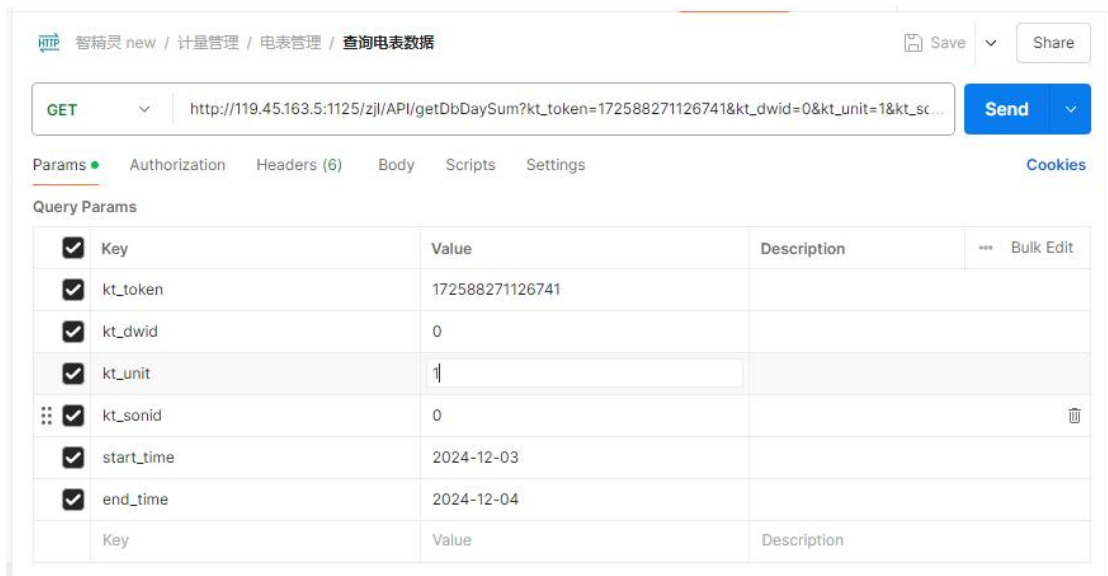 HTTP 智精灵 new / 计量管理 / 电表管理 / 查询电表数据 Save Share
GET http://119.45.163.5:1125/zjl/API/getDbDaySum?kt_token=172588271126741&kt_dwid=0&kt_unit=1&kt_sc... Send
Params Authorization Headers (6) Body Scripts Settings Cookies
Query Params
Key Value Description Bulk Edit
kt_token 172588271126741
kt_dwid 0
kt_unit 1
kt_sonid 0
start_time 2024-12-03
end_time 2024-12-04
Key Value Description